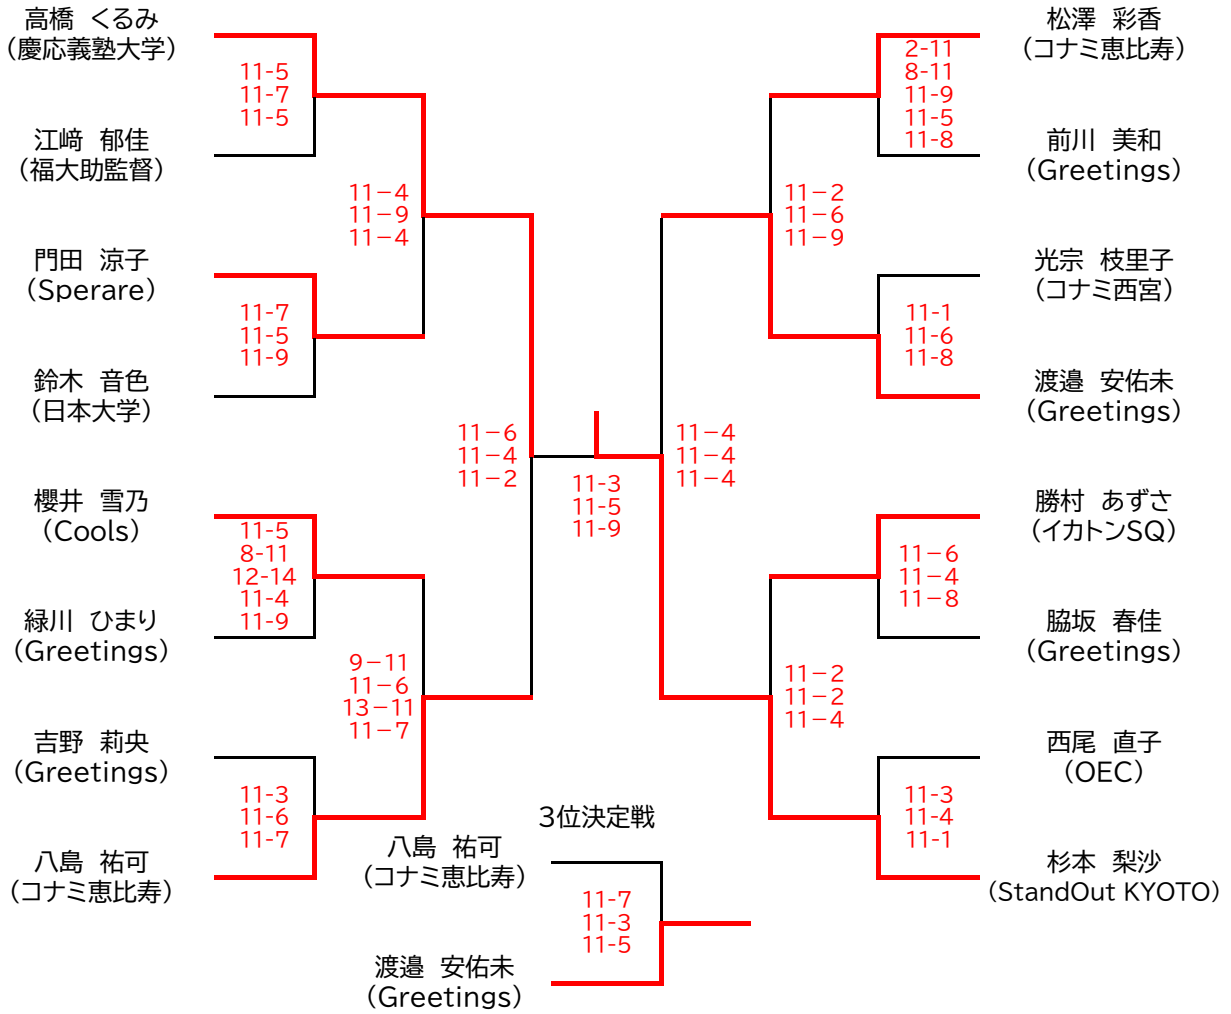 高橋 くるみ
(慶応義塾大学)
11-5
11-7
11-5
江﨑 郁佳
(福大助監督)
11－4
11－9
11－4
門田 涼子
(Sperare)
11-7
11-5
11-9
鈴木 音色
(日本大学)
11－6
11－4
11－2
櫻井 雪乃
(Cools)
11-5
8-11
12-14
11-4
11-9
緑川 ひまり
(Greetings)
9－11
11－6
13－11
11－7
吉野 莉央
(Greetings)
11-3
11-6
11-7
八島 祐可
(コナミ恵比寿)
11-3
11-5
11-9
松澤 彩香
(コナミ恵比寿)
2-11
8-11
11-9
11-5
11-8
前川 美和
(Greetings)
11－2
11－6
11－9
光宗 枝里子
(コナミ西宮)
11-1
11-6
11-8
渡邉 安佑未
(Greetings)
11－4
11－4
11－4
勝村 あずさ
(イカトンSQ)
11－6
11－4
11－8
脇坂 春佳
(Greetings)
11－2
11－2
11－4
西尾 直子
(OEC)
11-3
11-4
11-1
杉本 梨沙
(StandOut KYOTO)
3位決定戦
八島 祐可
(コナミ恵比寿)
11-7
11-3
11-5
渡邉 安佑未
(Greetings)